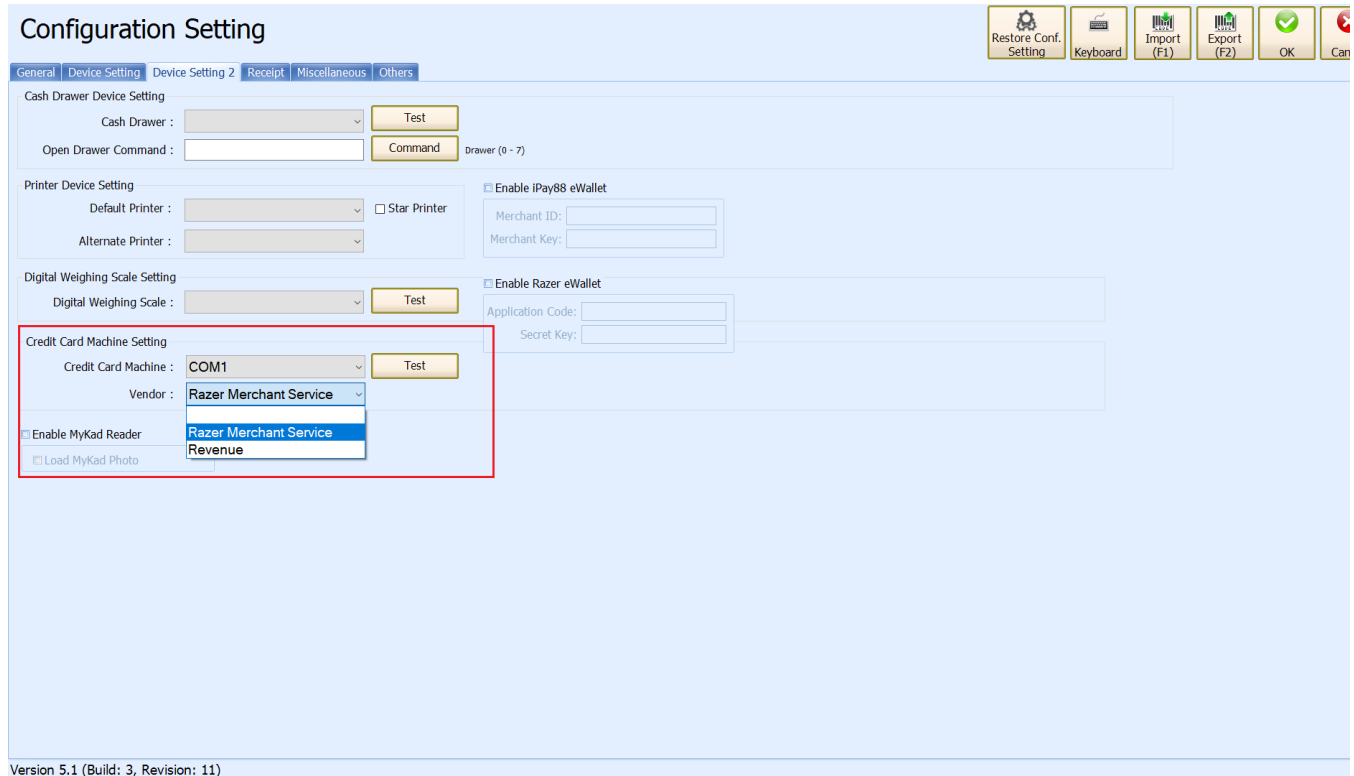 Configuration Setting
Restore Conf.
Setting
Keyboard
Import
(F1)
Export
(F2)
OK
Can
General Device Setting Device Setting 2 Receipt Miscellaneous Others
Cash Drawer Device Setting
Cash Drawer :
Test
Open Drawer Command :
Command
Drawer (0 - 7)
Printer Device Setting
Default Printer :
Star Printer
Alternate Printer :
Enable iPay88 eWallet
Merchant ID:
Merchant Key:
Digital Weighing Scale Setting
Digital Weighing Scale :
Test
Enable Razer eWallet
Application Code:
Secret Key:
Credit Card Machine Setting
Credit Card Machine : COM1
Test
Vendor : Razer Merchant Service
Razer Merchant Service
Revenue
Enable MyKad Reader
Load MyKad Photo
Version 5.1 (Build: 3, Revision: 11)